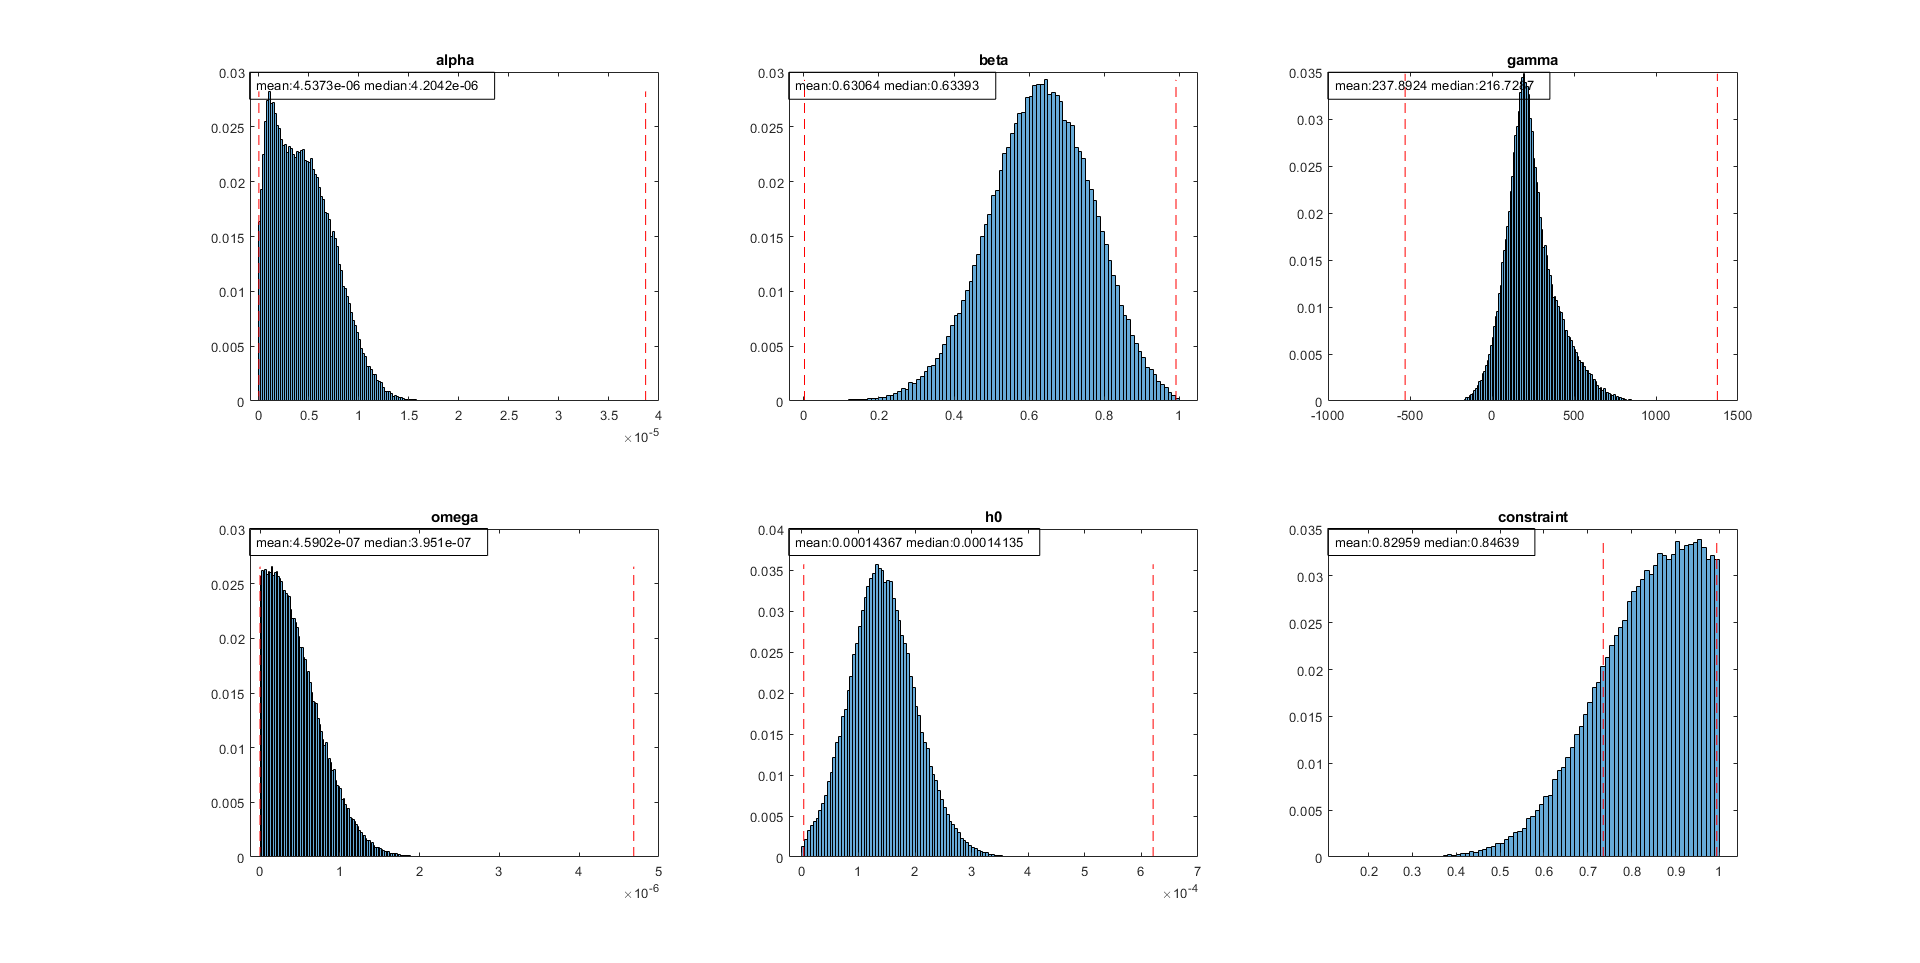 alpha
mean:4.5373e-06 median:4.2042e-06
0.03
0.025
0.02
0.015
0.01
0.005
0
0 0.5 1 1.5 2 2.5 3 3.5 4
×10-5
beta
mean:0.63064 median:0.63393
0.03
0.025
0.02
0.015
0.01
0.005
0
0 0.2 0.4 0.6 0.8 1
gamma
mean:237.8924 median:216.7287
0.035
0.03
0.025
0.02
0.015
0.01
0.005
0
-1000 -500 0 500 1000 1500
omega
mean:4.5902e-07 median:3.951e-07
0.03
0.025
0.02
0.015
0.01
0.005
0
0 1 2 3 4 5
×10-6
h0
mean:0.00014367 median:0.00014135
0.04
0.035
0.03
0.025
0.02
0.015
0.01
0.005
0
0 1 2 3 4 5 6 7
×10-4
constraint
mean:0.82959 median:0.84639
0.035
0.03
0.025
0.02
0.015
0.01
0.005
0
0.2 0.3 0.4 0.5 0.6 0.7 0.8 0.9 1